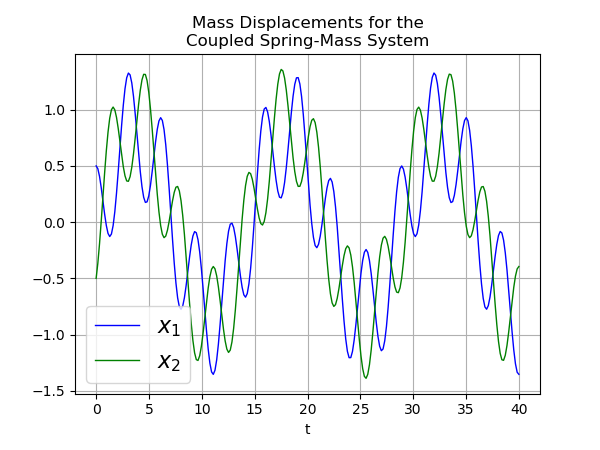 Mass Displacements for the
Coupled Spring-Mass System
1.0
0.5
0.0
−0.5
−1.0
−1.5
x₁
x₂
0 5 10 15 20 25 30 35 40
t